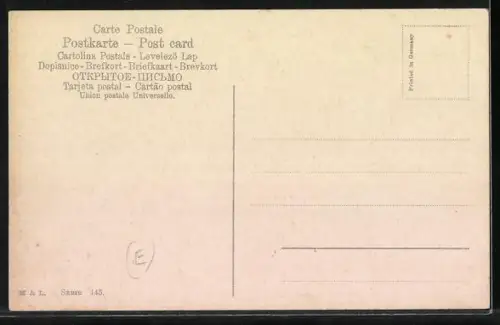 Carte Postale
Postkarte – Post card
Cartolina Postale - Levelező Lap
Dopisnice - Brefkort - Briefkaart - Brevkort
ОТКРЫТОЕ-ПИСЬМО
Tarjeta postal - Cartão postal
Union postale Universelle.
Printed in Germany
(E)
M & L. 143.